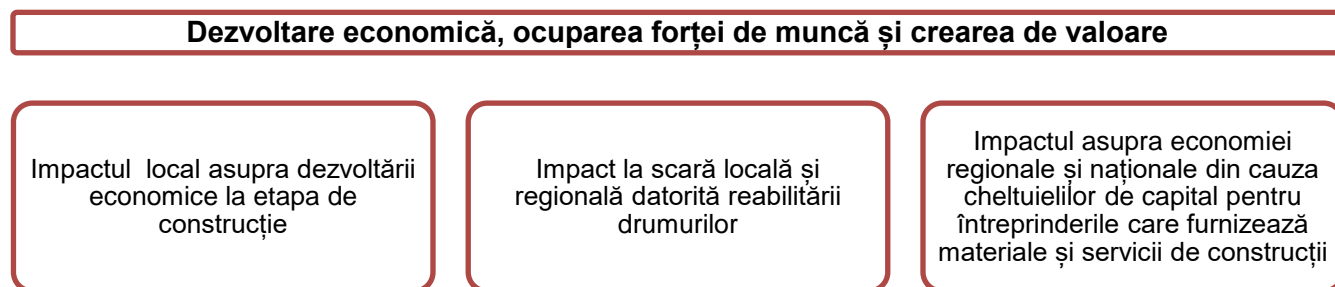 Dezvoltare economică, ocuparea forței de muncă și crearea de valoare
Impactul local asupra dezvoltării
economice la etapa de
construcție
Impact la scară locală și
regională datorită reabilitării
drumurilor
Impactul asupra economiei
regionale și naționale din cauza
cheltuielilor de capital pentru
întreprinderile care furnizează
materiale și servicii de construcții